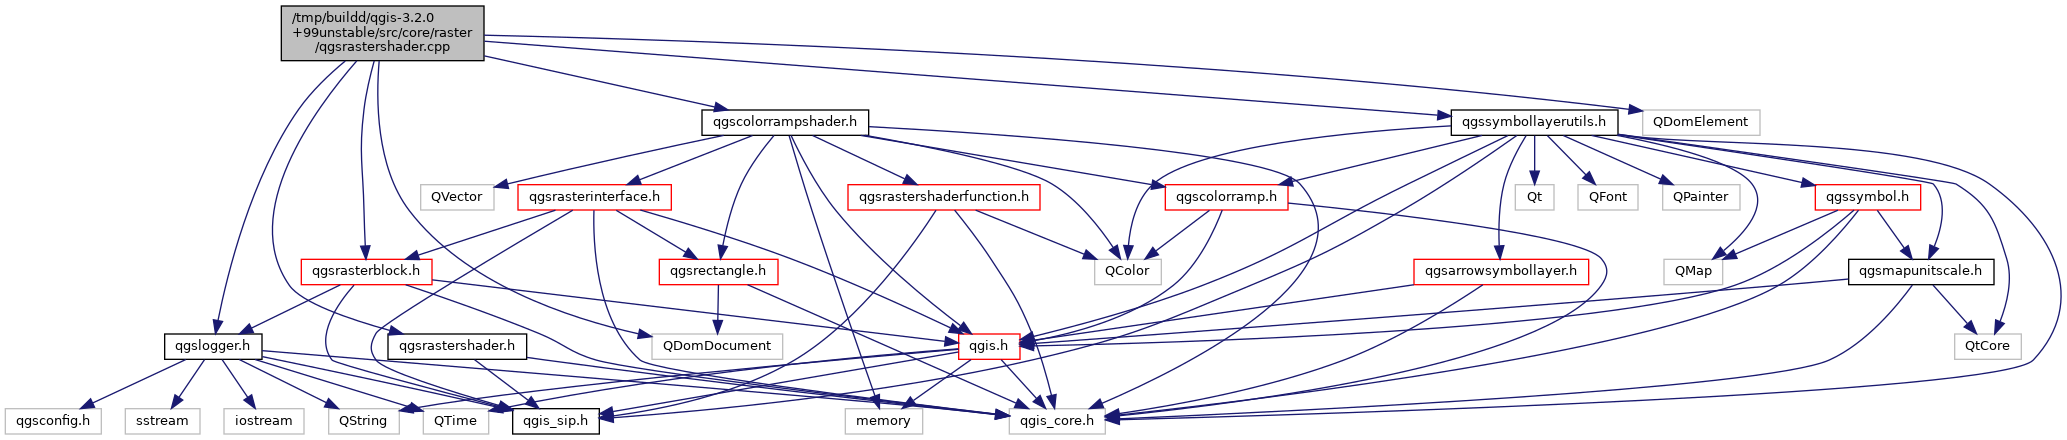 /tmp/buildd/qgis-3.2.0
+99unstable/src/core/raster
/qgsrastershader.cpp
qgscolorrampshader.h
qgssymbollayerutils.h
QDomElement
QVector
qgsrasterinterface.h
qgsrastershaderfunction.h
qgscolorramp.h
Qt
QFont
QPainter
qgssymbol.h
qgsrasterblock.h
qgsrectangle.h
QColor
qgsarrowsymbollayer.h
QMap
qgsmapunitscale.h
qgslogger.h
qgsrastershader.h
QDomDocument
qgis.h
QtCore
qgsconfig.h
sstream
iostream
QString
QTime
qgis_sip.h
memory
qgis_core.h